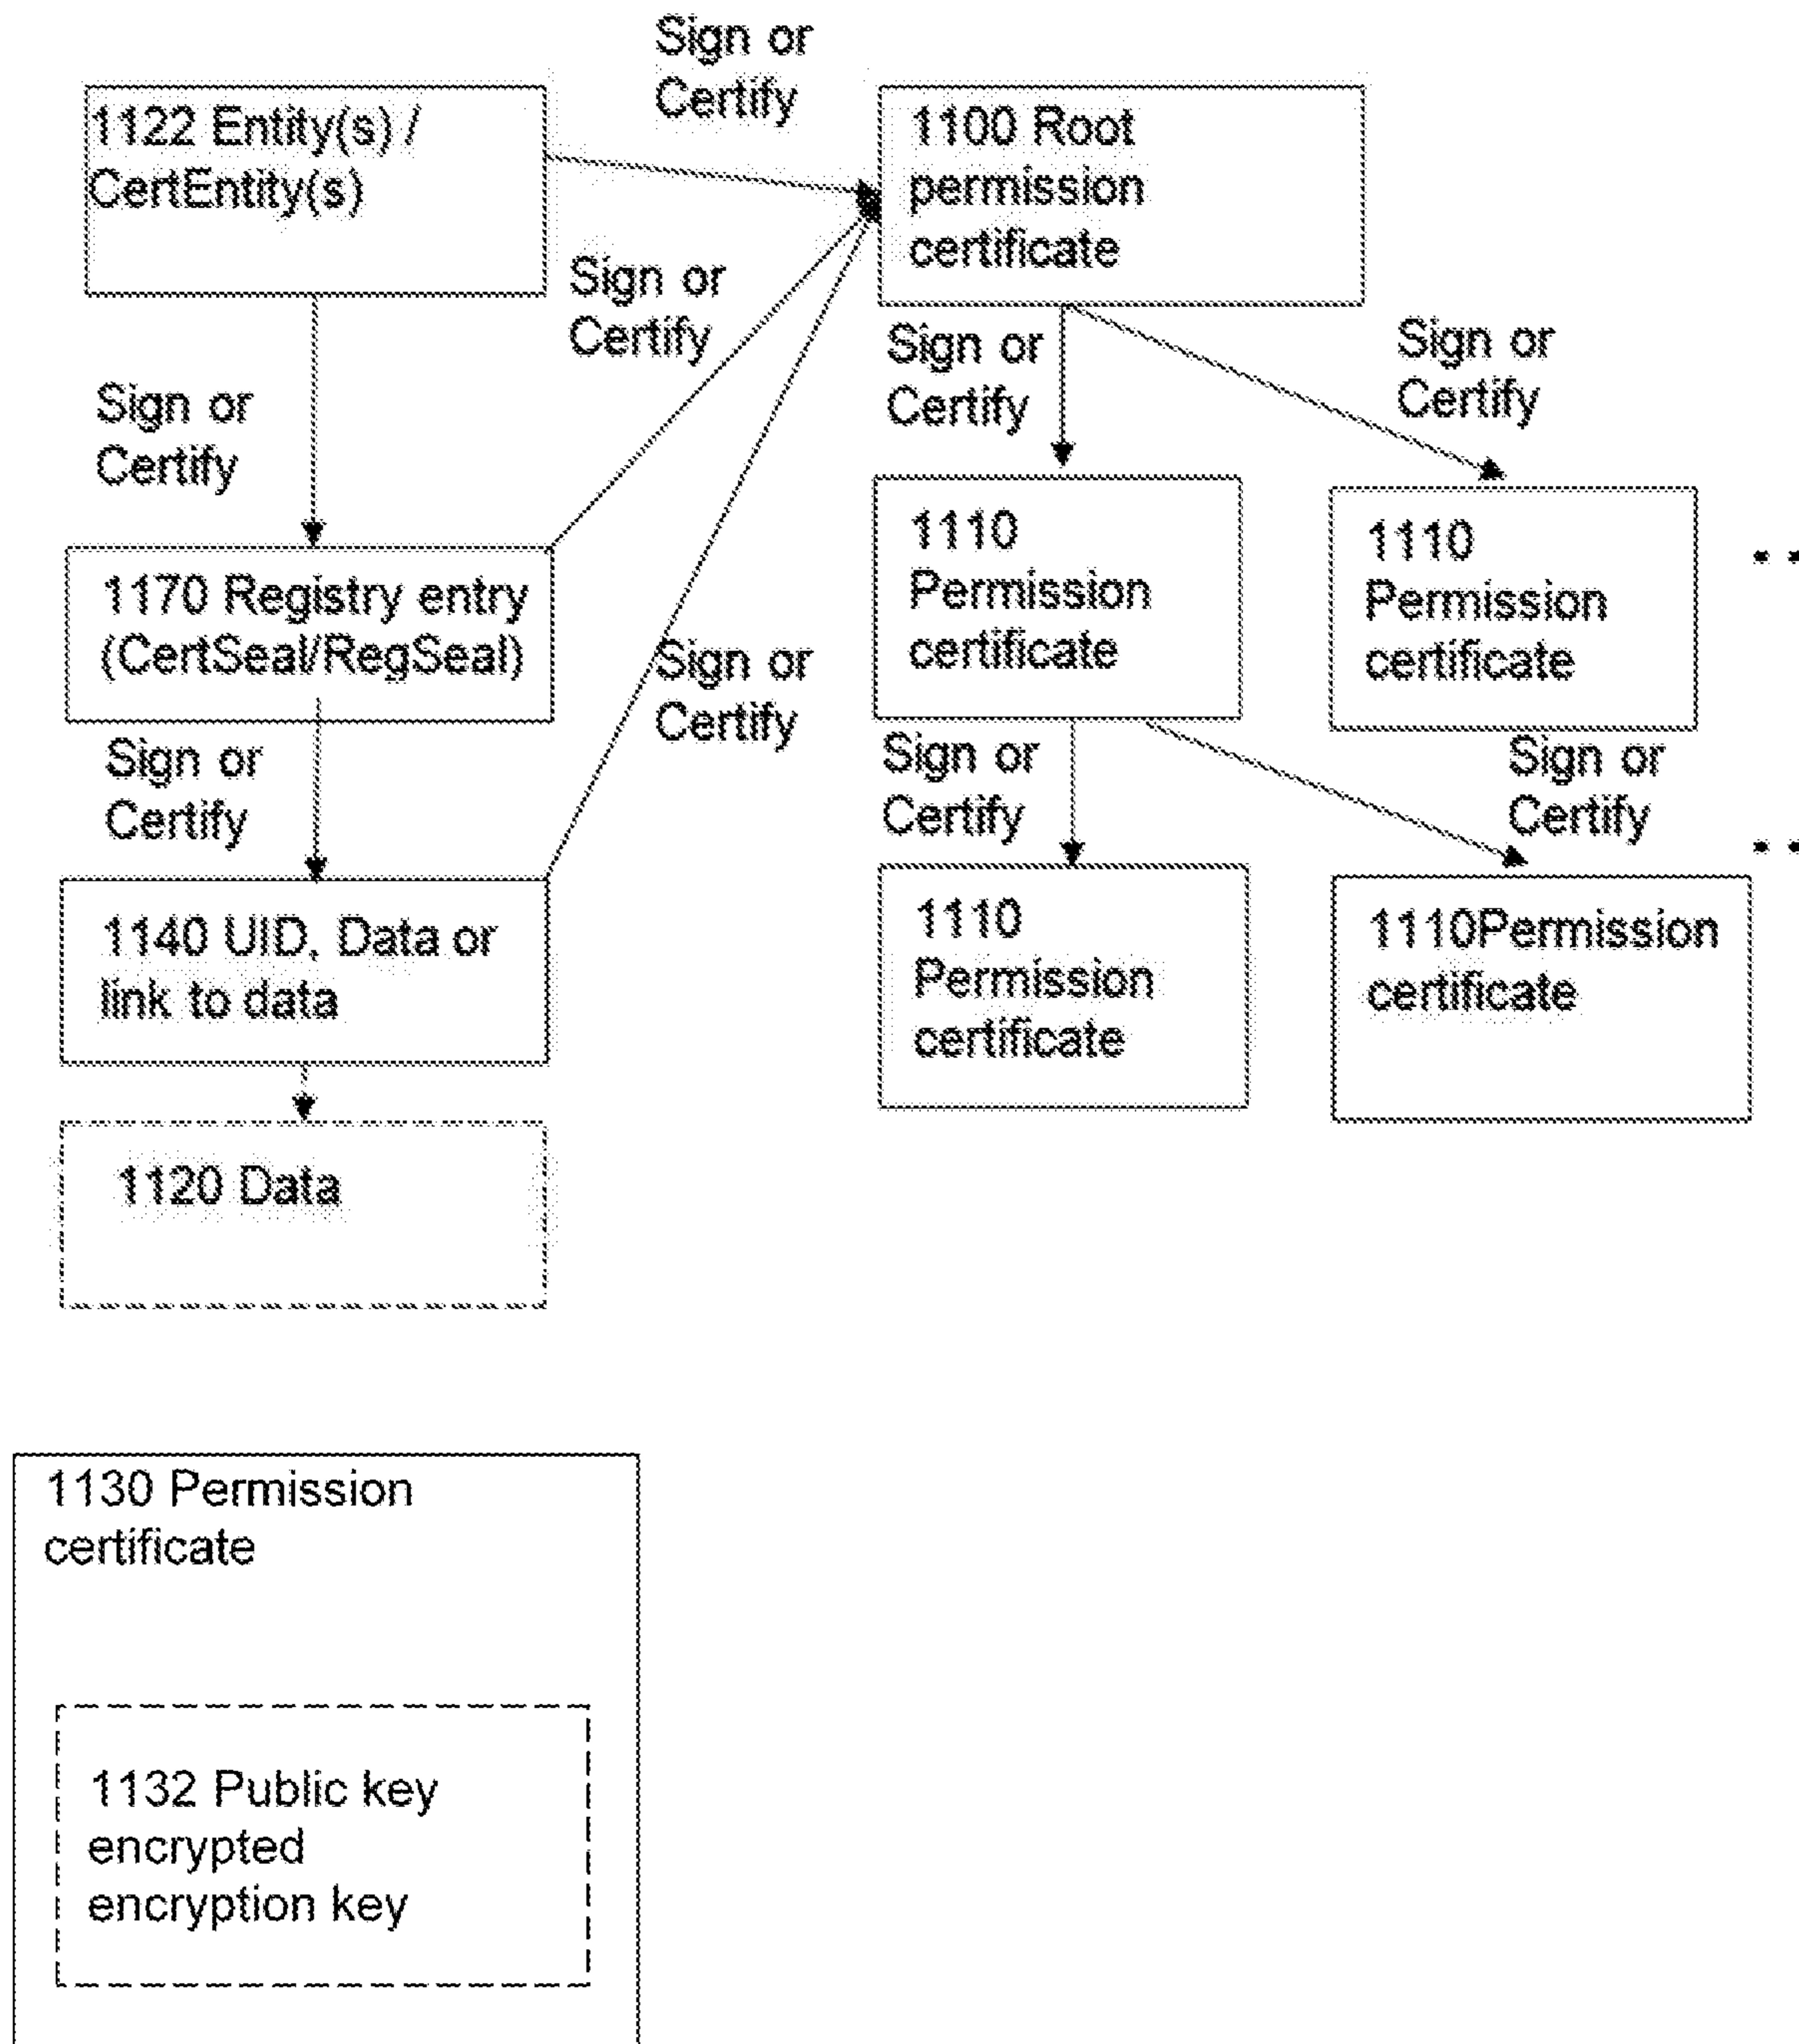 Sign or
Certify
1122 Entity(s) /
CertEntity(s)
1100 Root
permission
certificate
Sign or
Certify
Sign or
Certify
Sign or
Certify
Sign or
Certify
1170 Registry entry
(CertSeal/RegSeal)
1110
Permission
certificate
1110
Permission
certificate
Sign or
Certify
Sign or
Certify
Sign or
Certify
Sign or
Certify
1140 UID, Data or
link to data
1110
Permission
certificate
1110Permission
certificate
1120 Data
1130 Permission
certificate
1132 Public key
encrypted
encryption key